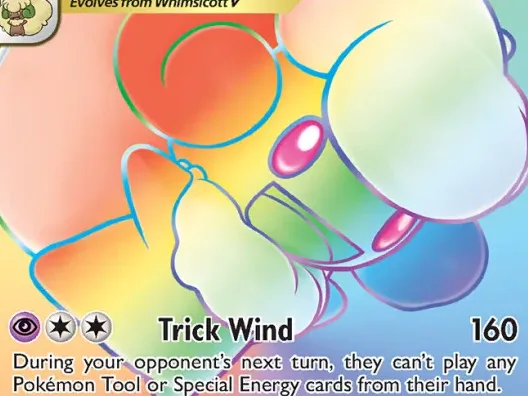 Evolves from Whimsicott V
Trick Wind 160
During your opponent's next turn, they can't play any
Pokémon Tool or Special Energy cards from their hand.